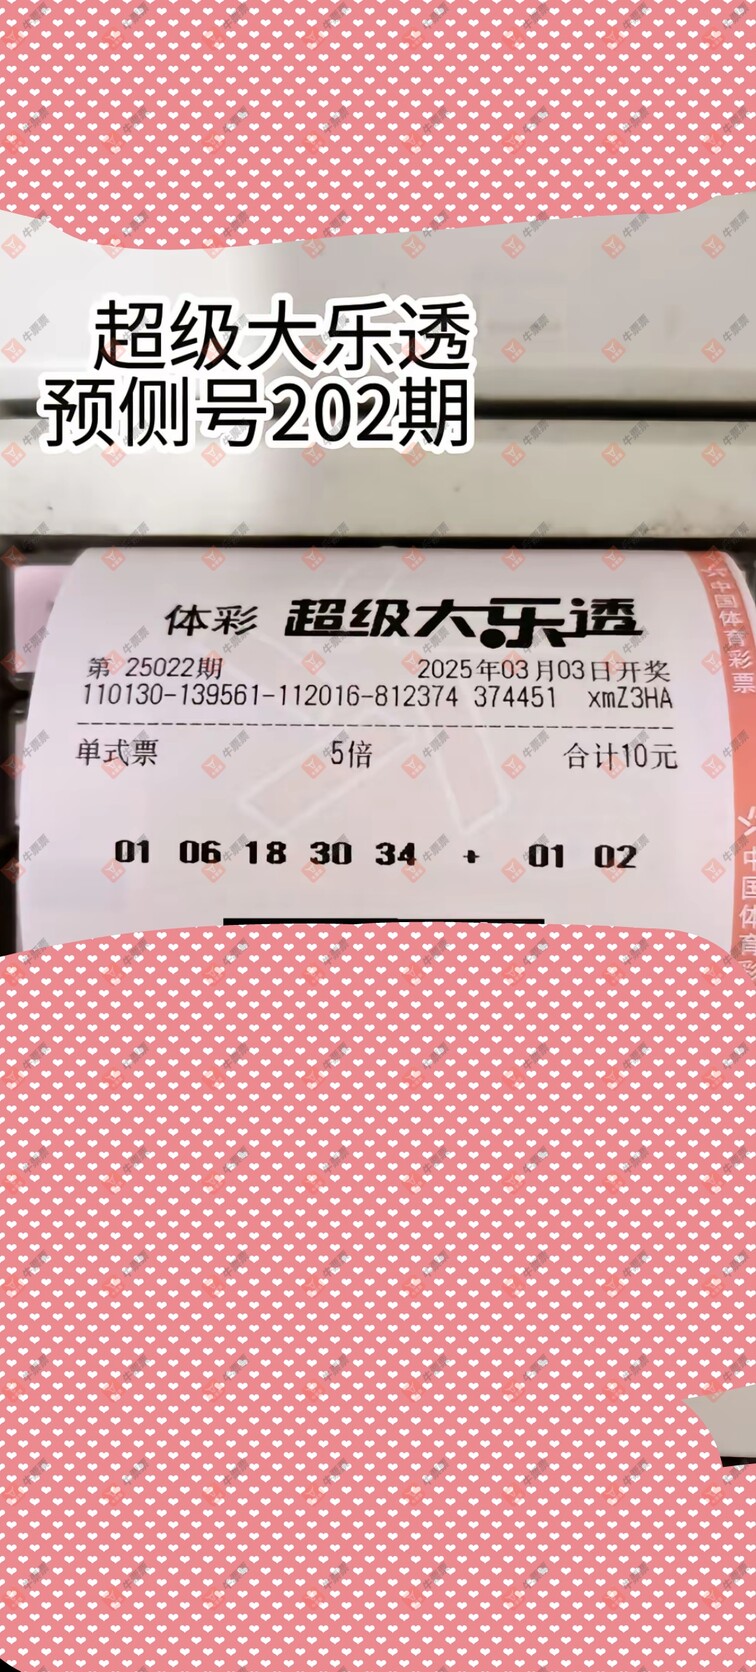 超级大乐透
预侧号202期
体彩 超级大乐透
第 25022期 2025年03月03日开奖
110130-139561-112016-812374 374451 xmZ3HA
单式票 5倍 合计10元
01 06 18 30 34 + 01 02
中国体育彩票
中国体育彩